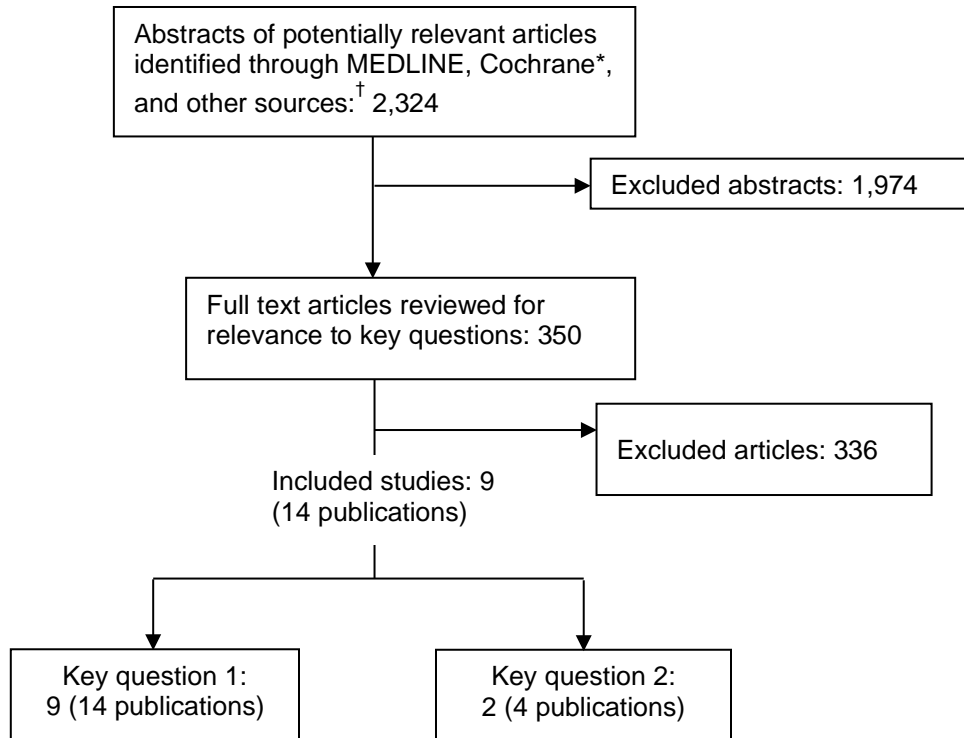 Abstracts of potentially relevant articles
identified through MEDLINE, Cochrane*,
and other sources:† 2,324
Excluded abstracts: 1,974
Full text articles reviewed for
relevance to key questions: 350
Excluded articles: 336
Included studies: 9
(14 publications)
Key question 1:
9 (14 publications)
Key question 2:
2 (4 publications)